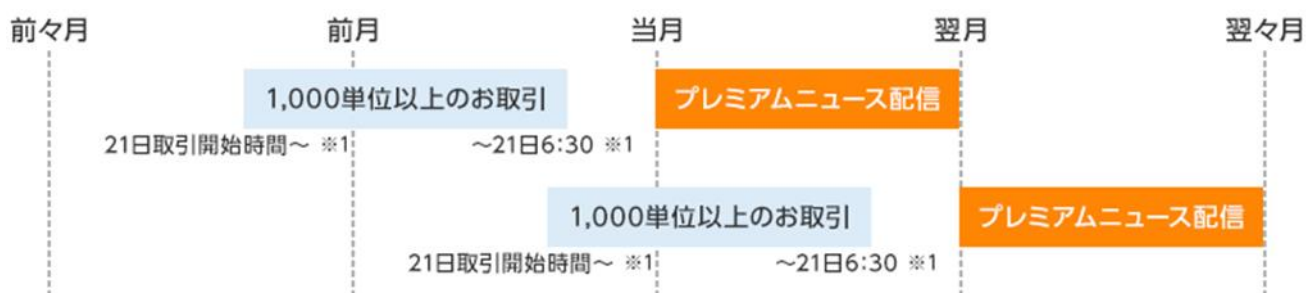 前々月 前月 当月 翌月 翌々月
1,000単位以上のお取引 プレミアムニュース配信
21日取引開始時間～ ※1 ～21日6:30 ※1
1,000単位以上のお取引 プレミアムニュース配信
21日取引開始時間～ ※1 ～21日6:30 ※1